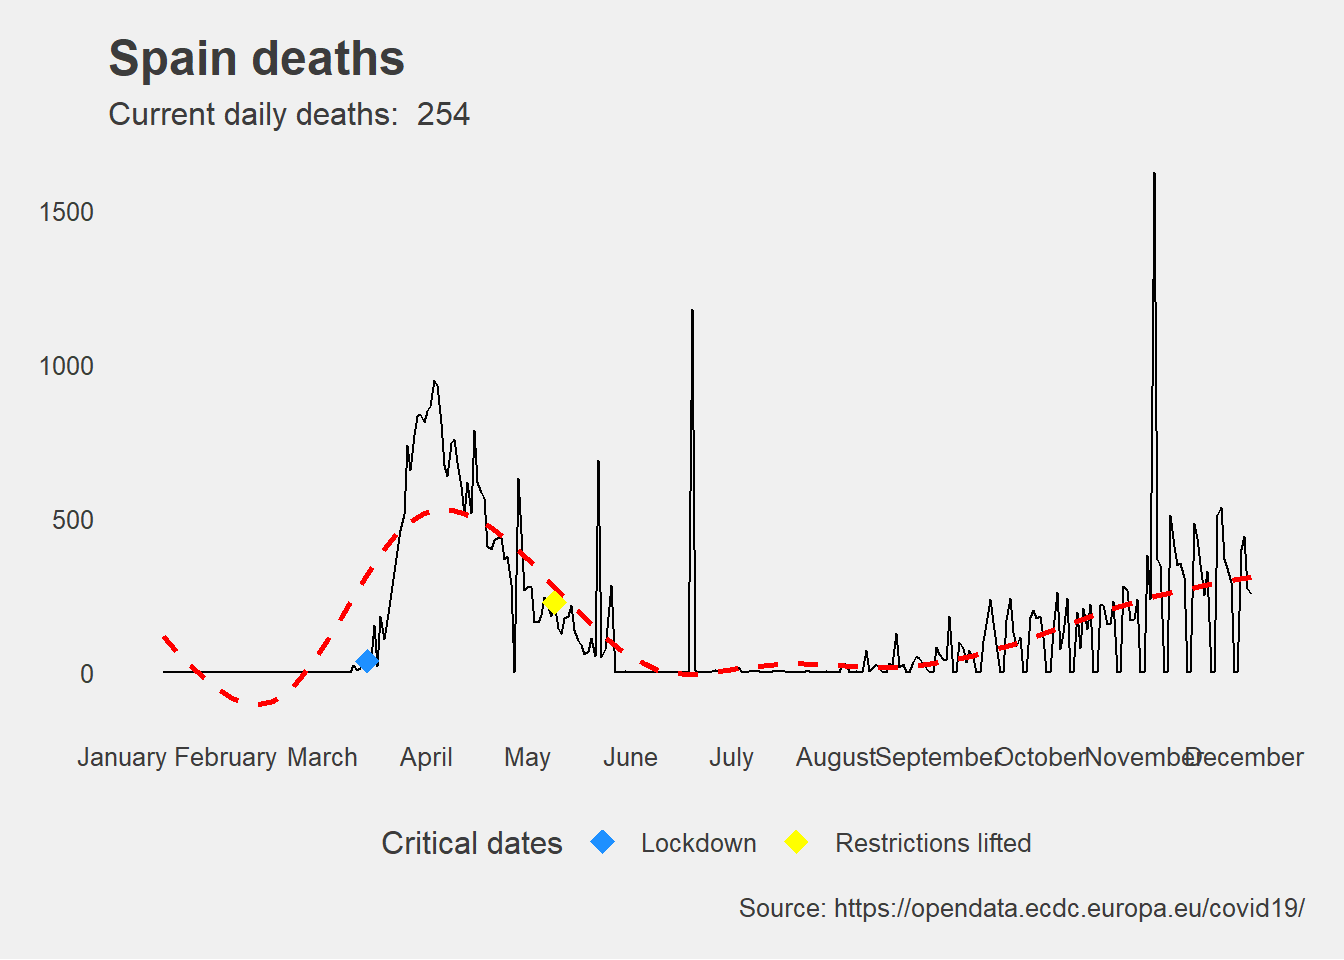 Spain deaths
Current daily deaths:  254
1500
1000
500
0
January February March April May June July August September October November December
Critical dates Lockdown Restrictions lifted
Source: https://opendata.ecdc.europa.eu/covid19/